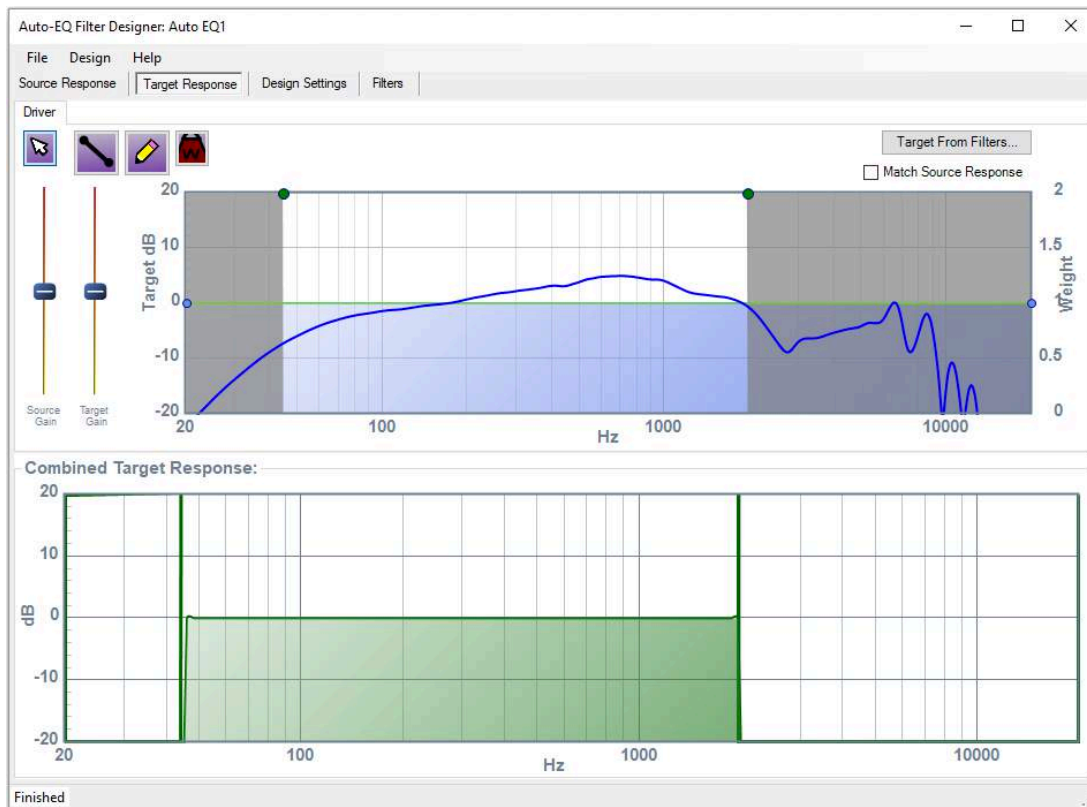 Auto-EQ Filter Designer: Auto EQ1
File Design Help
Source Response Target Response Design Settings Filters
Driver
W
Target From Filters...
Match Source Response
20 2
10 1.5
0 1
-10 0.5
-20 0
Target dB
Weight
Source Gain
Target Gain
20 100 1000 10000
Hz
Combined Target Response:
20
10
0
-10
-20
dB
20 100 1000 10000
Hz
Finished